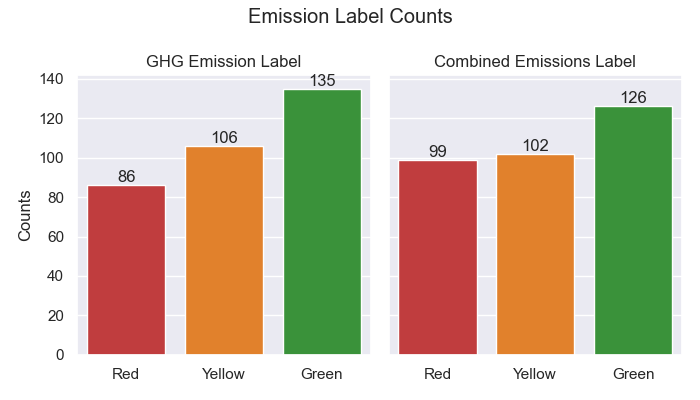 Emission Label Counts
GHG Emission Label
Combined Emissions Label
Counts
140
120
100
80
60
40
20
0
86
106
135
99
102
126
Red
Yellow
Green
Red
Yellow
Green